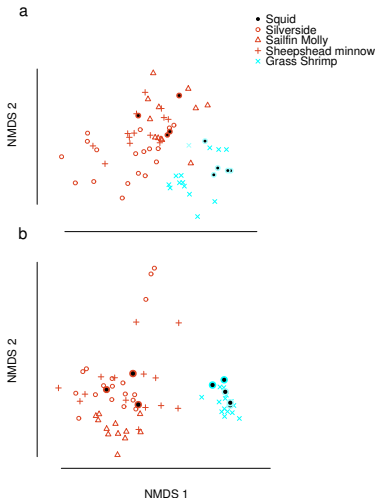 a
Squid
Silverside
Sailfin Molly
Sheepshead minnow
Grass Shrimp
NMDS 2
b
NMDS 2
NMDS 1